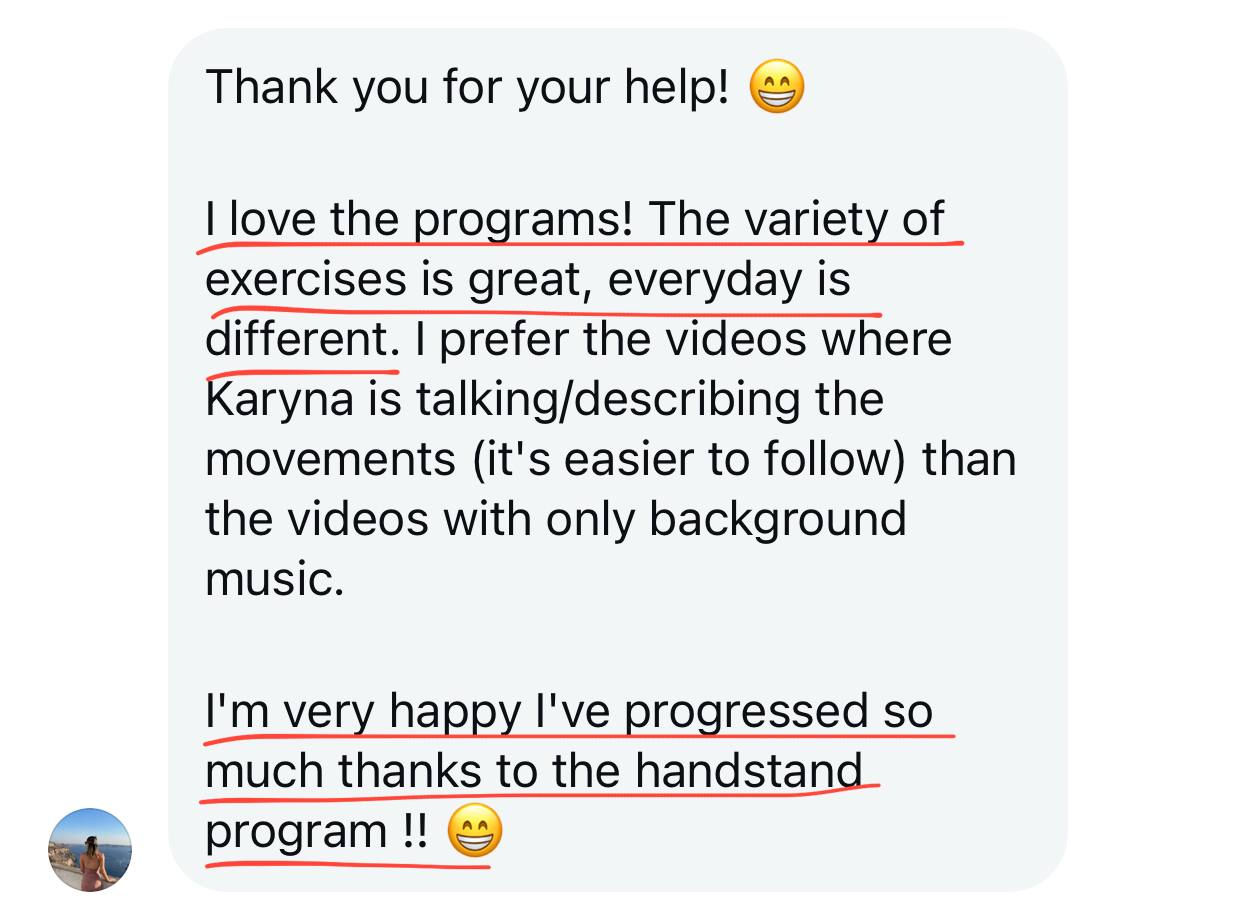 Thank you for your help! 😁
I love the programs! The variety of
exercises is great, everyday is
different. I prefer the videos where
Karyna is talking/describing the
movements (it's easier to follow) than
the videos with only background
music.
I'm very happy I've progressed so
much thanks to the handstand
program !! 😁